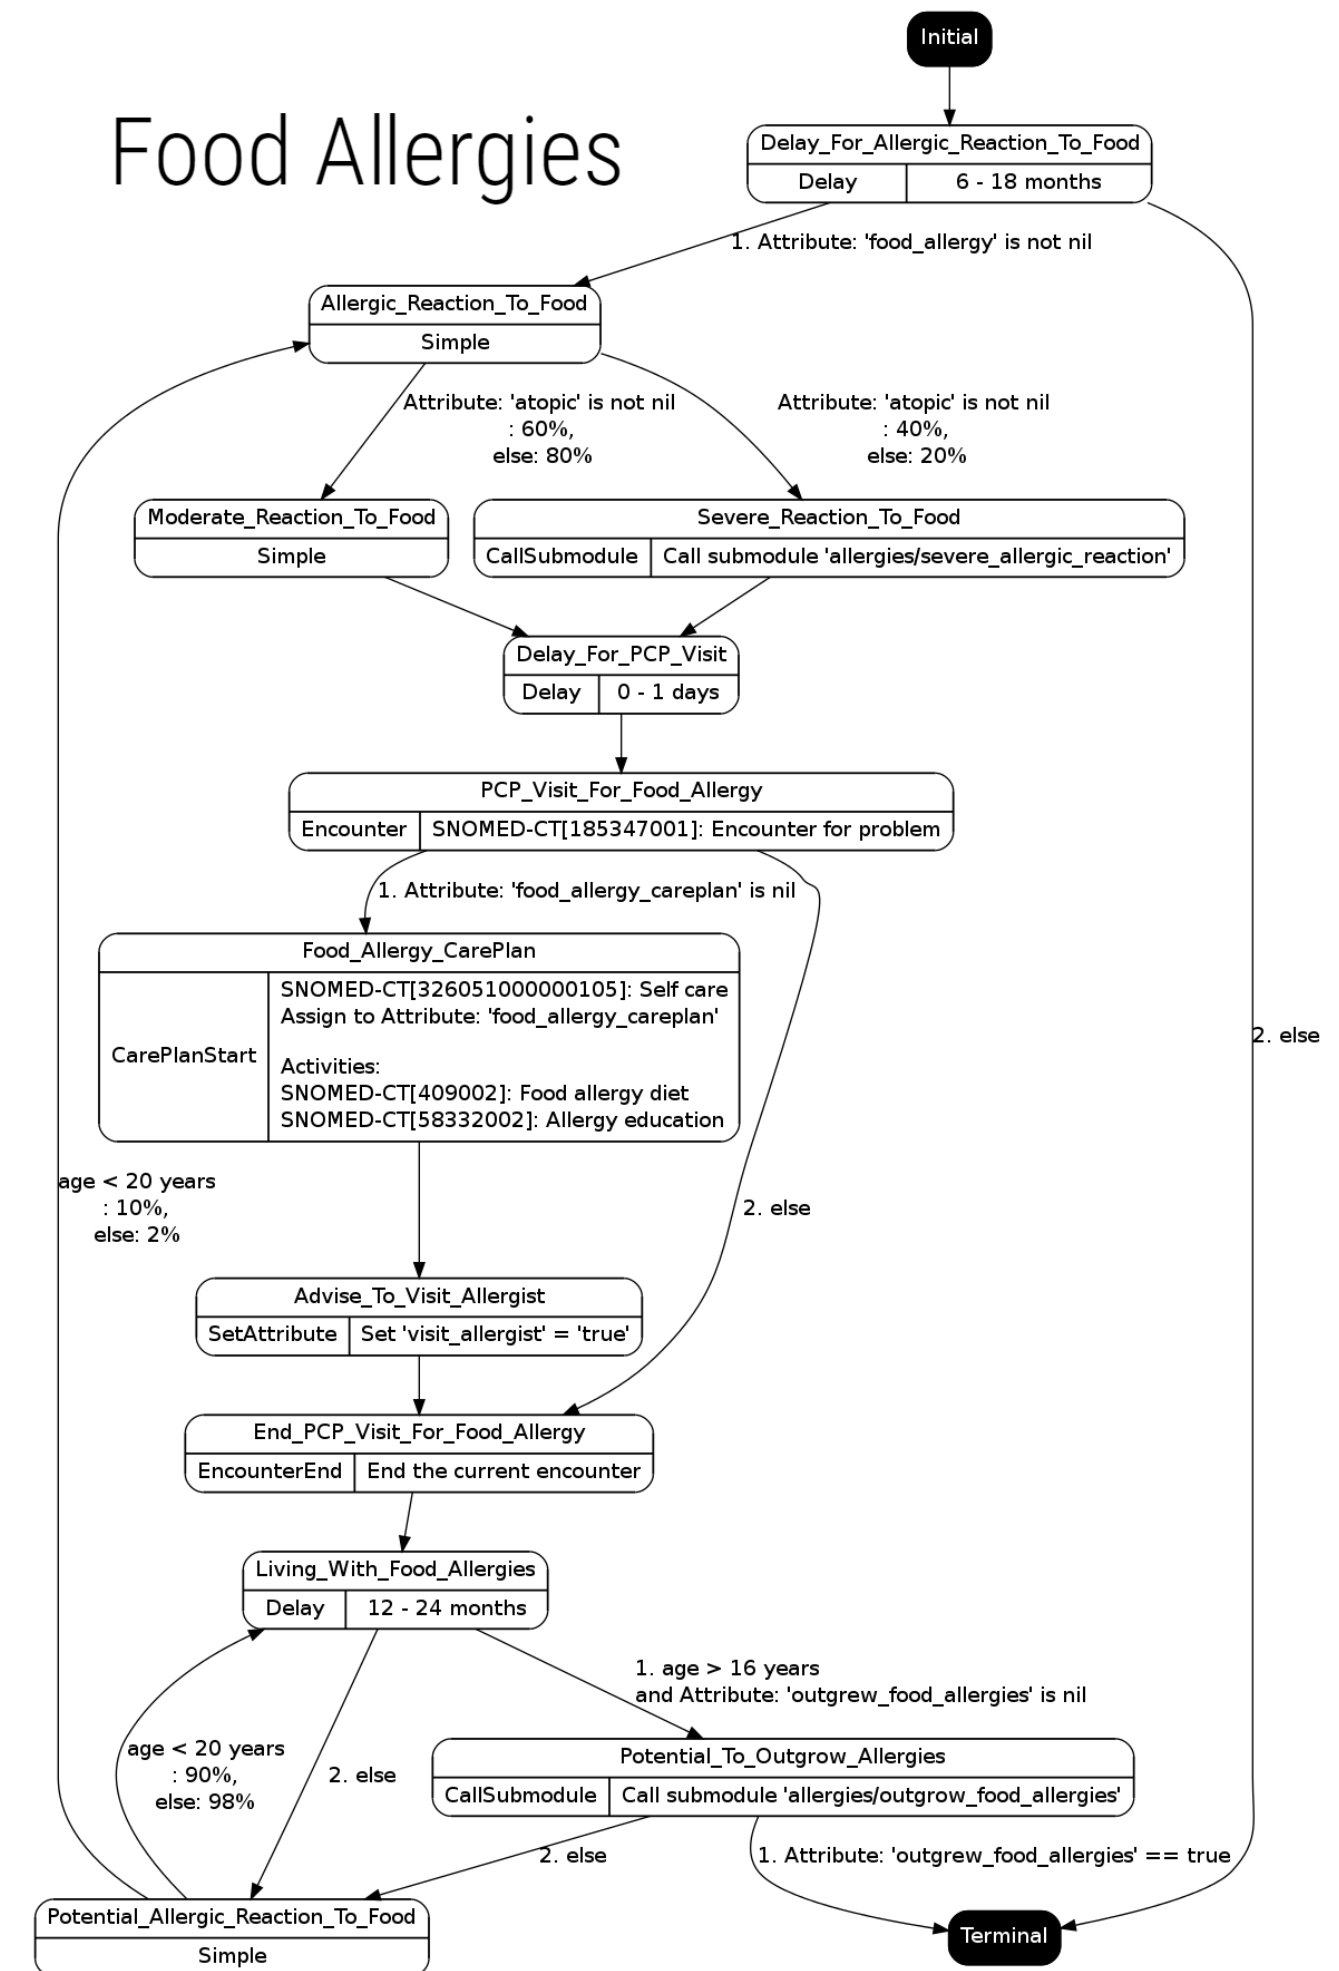 Initial
Food Allergies
Delay_For_Allergic_Reaction_To_Food
Delay
6 - 18 months
1. Attribute: 'food_allergy' is not nil
Allergic_Reaction_To_Food
Simple
Attribute: 'atopic' is not nil
: 60%,
else: 80%
Attribute: 'atopic' is not nil
: 40%,
else: 20%
Moderate_Reaction_To_Food
Simple
Severe_Reaction_To_Food
CallSubmodule
Call submodule 'allergies/severe_allergic_reaction'
Delay_For_PCP_Visit
Delay
0 - 1 days
PCP_Visit_For_Food_Allergy
Encounter
SNOMED-CT[185347001]: Encounter for problem
1. Attribute: 'food_allergy_careplan' is nil
Food_Allergy_CarePlan
CarePlanStart
SNOMED-CT[326051000000105]: Self care
Assign to Attribute: 'food_allergy_careplan'
Activities:
SNOMED-CT[409002]: Food allergy diet
SNOMED-CT[58332002]: Allergy education
2. else
age < 20 years
: 10%,
else: 2%
2. else
Advise_To_Visit_Allergist
SetAttribute
Set 'visit_allergist' = 'true'
End_PCP_Visit_For_Food_Allergy
EncounterEnd
End the current encounter
Living_With_Food_Allergies
Delay
12 - 24 months
1. age > 16 years
and Attribute: 'outgrew_food_allergies' is nil
age < 20 years
: 90%,
else: 98%
2. else
Potential_To_Outgrow_Allergies
CallSubmodule
Call submodule 'allergies/outgrow_food_allergies'
2. else
1. Attribute: 'outgrew_food_allergies' == true
Potential_Allergic_Reaction_To_Food
Simple
Terminal